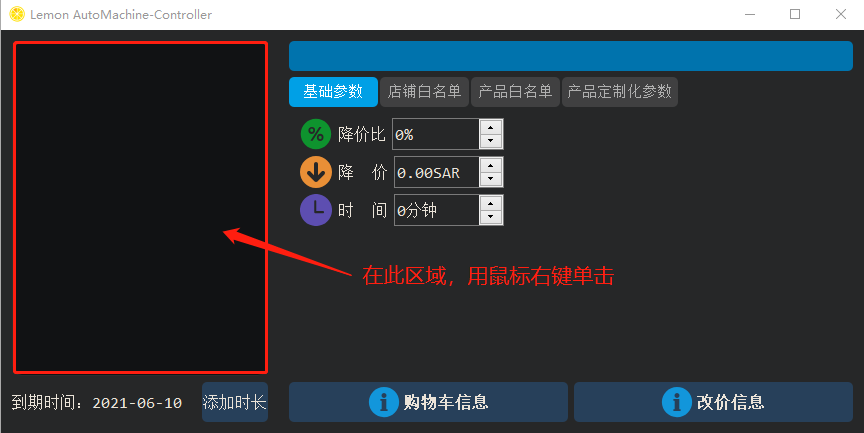 Lemon AutoMachine-Controller
基础参数 店铺白名单 产品白名单 产品定制化参数
% 降价比 0%
降 价 0.00SAR
时 间 0分钟
在此区域，用鼠标右键单击
到期时间：2021-06-10 添加时长 购物车信息 改价信息